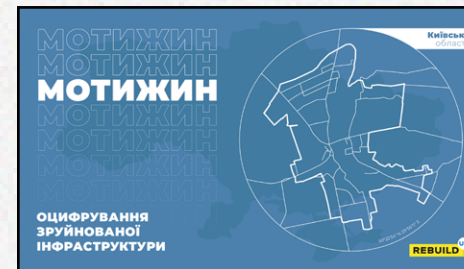 МОТИЖИН
МОТИЖИН
МОТИЖИН
МОТИЖИН
МОТИЖИН
МОТИЖИН
МОТИЖИН
ОЦИФРУВАННЯ
ЗРУЙНОВАНОЇ
ІНФРАСТРУКТУРИ
Київськ
област
REBUILD